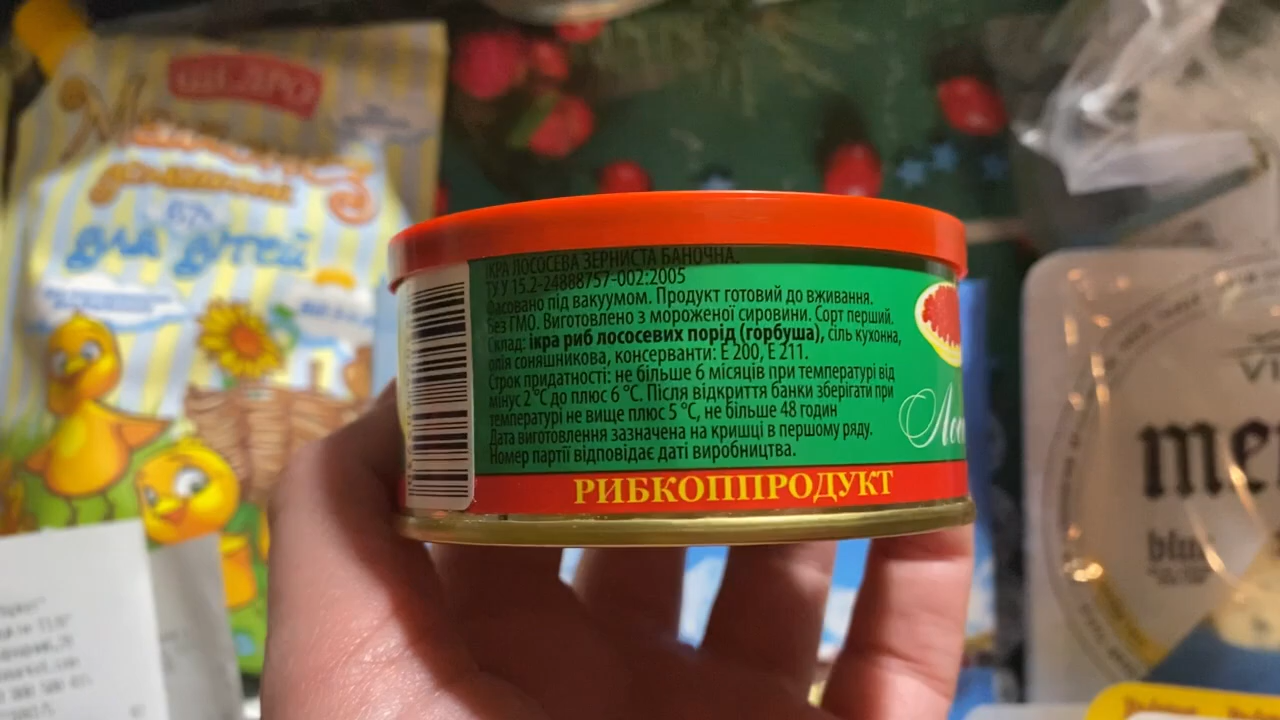 ЩЕДРО
Майонез
домашній
67%
для дітей
ІКРА ЛОСОСЕВА ЗЕРНИСТА БАНОЧНА.
ТУ У 15.2-24888757-002:2005
Фасовано під вакуумом. Продукт готовий до вживання.
Без ГМО. Виготовлено з мороженої сировини. Сорт перший.
Склад: ікра риб лососевих порід (горбуша), сіль кухонна,
олія соняшникова, консерванти: Е 200, Е 211.
Строк придатності: не більше 6 місяців при температурі від
мінус 2 °С до плюс 6 °С. Після відкриття банки зберігати при
температурі не вище плюс 5 °С, не більше 48 годин
Дата виготовлення зазначена на кришці в першому ряду.
Номер партії відповідає даті виробництва.
РИБКОППРОДУКТ